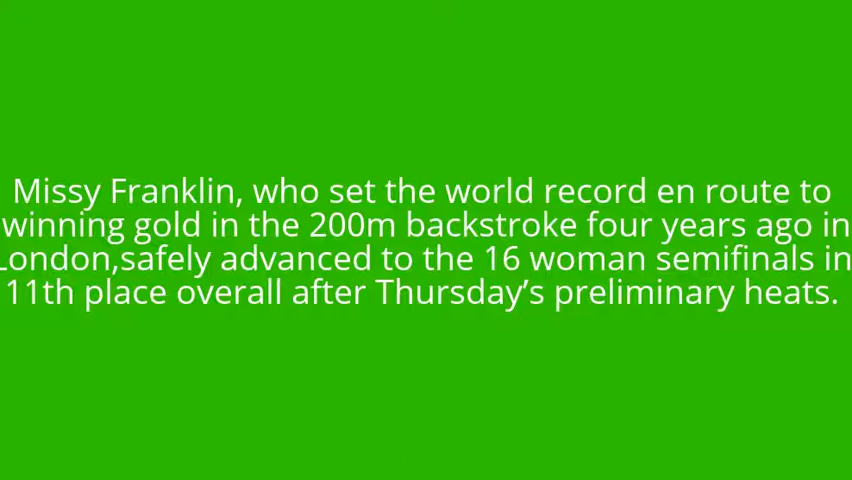 Missy Franklin, who set the world record en route to
winning gold in the 200m backstroke four years ago in
London,safely advanced to the 16 woman semifinals in
11th place overall after Thursday’s preliminary heats.